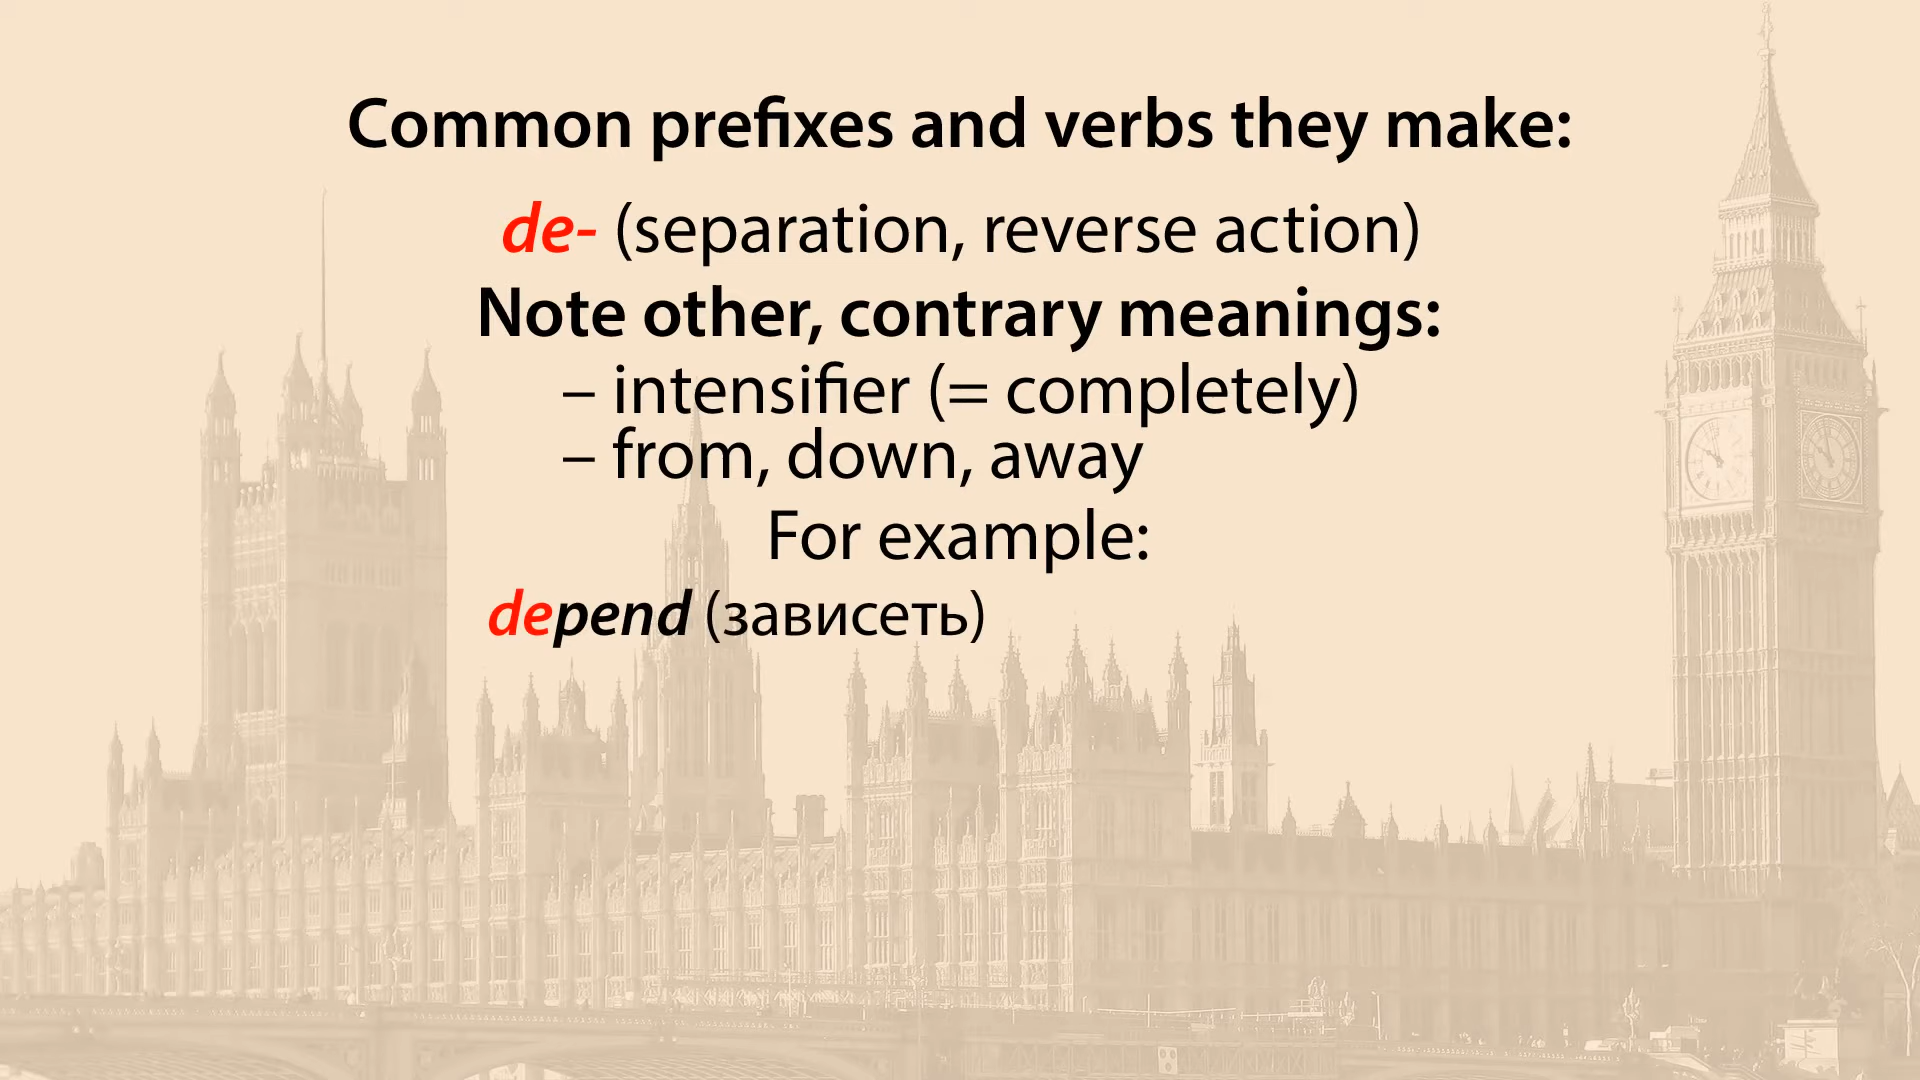 Common prefixes and verbs they make:
de- (separation, reverse action)
Note other, contrary meanings:
– intensifier (= completely)
– from, down, away
For example:
depend (зависеть)